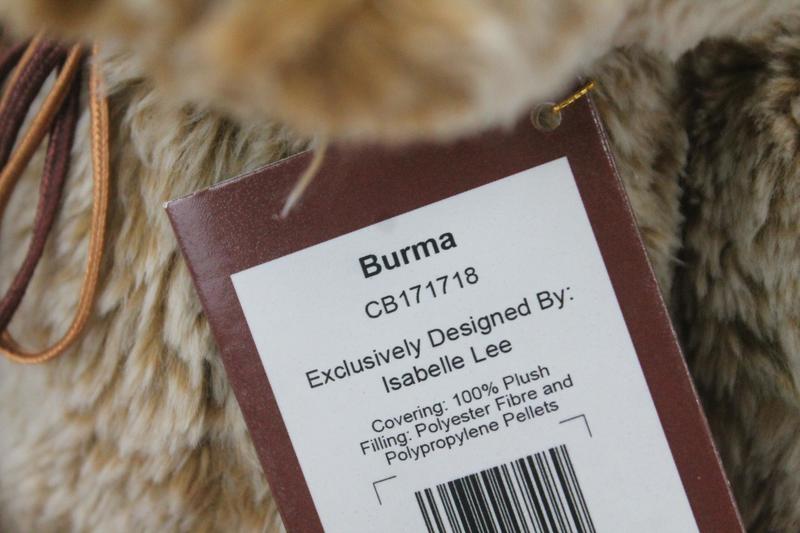 Burma
CB171718
Exclusively Designed By:
Isabelle Lee
Covering: 100% Plush
Filling: Polyester Fibre and
Polypropylene Pellets